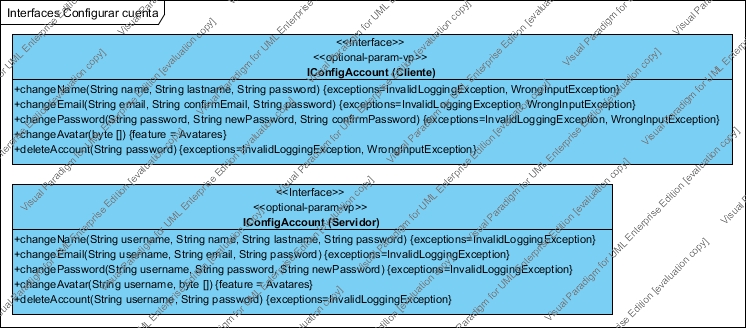 Interfaces Configurar cuenta
<<Interface>>
<<optional-param-vp>>
IConfigAccount (Cliente)
+changeName(String name, String lastname, String password) {exceptions=InvalidLoggingException, WrongInputException}
+changeEmail(String email, String confirmEmail, String password) {exceptions=InvalidLoggingException, WrongInputException}
+changePassword(String password, String newPassword, String confirmPassword) {exceptions=InvalidLoggingException, WrongInputException}
+changeAvatar(byte []) {feature = Avatares}
+deleteAccount(String password) {exceptions=InvalidLoggingException, WrongInputException}
<<Interface>>
<<optional-param-vp>>
IConfigAccount (Servidor)
+changeName(String username, String name, String lastname, String password) {exceptions=InvalidLoggingException}
+changeEmail(String username, String email, String password) {exceptions=InvalidLoggingException}
+changePassword(String username, String password, String newPassword) {exceptions=InvalidLoggingException}
+changeAvatar(String username, byte []) {feature = Avatares}
+deleteAccount(String username, String password) {exceptions=InvalidLoggingException}
Visual Paradigm for UML Enterprise Edition [evaluation copy]